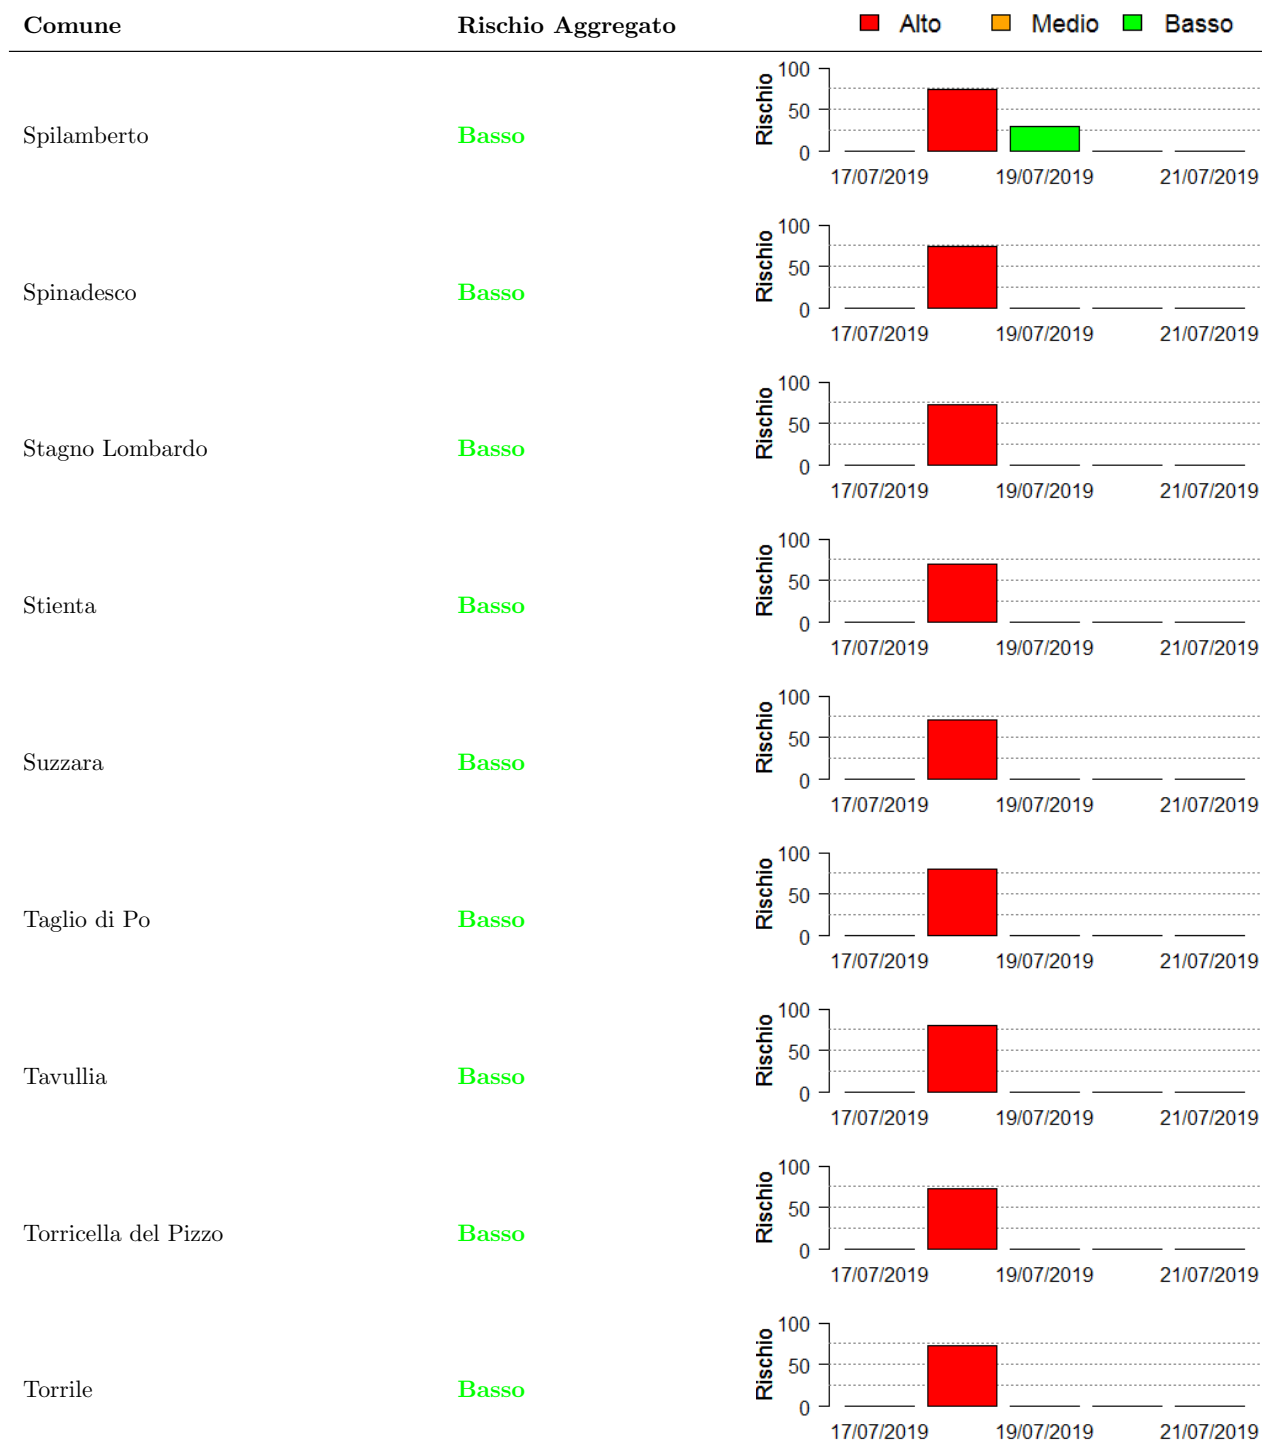 Comune Rischio Aggregato Alto Medio Basso
Spilamberto Basso Rischio 100 50 0
17/07/2019 19/07/2019 21/07/2019
Spinadesco Basso Rischio 100 50 0
17/07/2019 19/07/2019 21/07/2019
Stagno Lombardo Basso Rischio 100 50 0
17/07/2019 19/07/2019 21/07/2019
Stienta Basso Rischio 100 50 0
17/07/2019 19/07/2019 21/07/2019
Suzzara Basso Rischio 100 50 0
17/07/2019 19/07/2019 21/07/2019
Taglio di Po Basso Rischio 100 50 0
17/07/2019 19/07/2019 21/07/2019
Tavullia Basso Rischio 100 50 0
17/07/2019 19/07/2019 21/07/2019
Torricella del Pizzo Basso Rischio 100 50 0
17/07/2019 19/07/2019 21/07/2019
Torrile Basso Rischio 100 50 0
17/07/2019 19/07/2019 21/07/2019